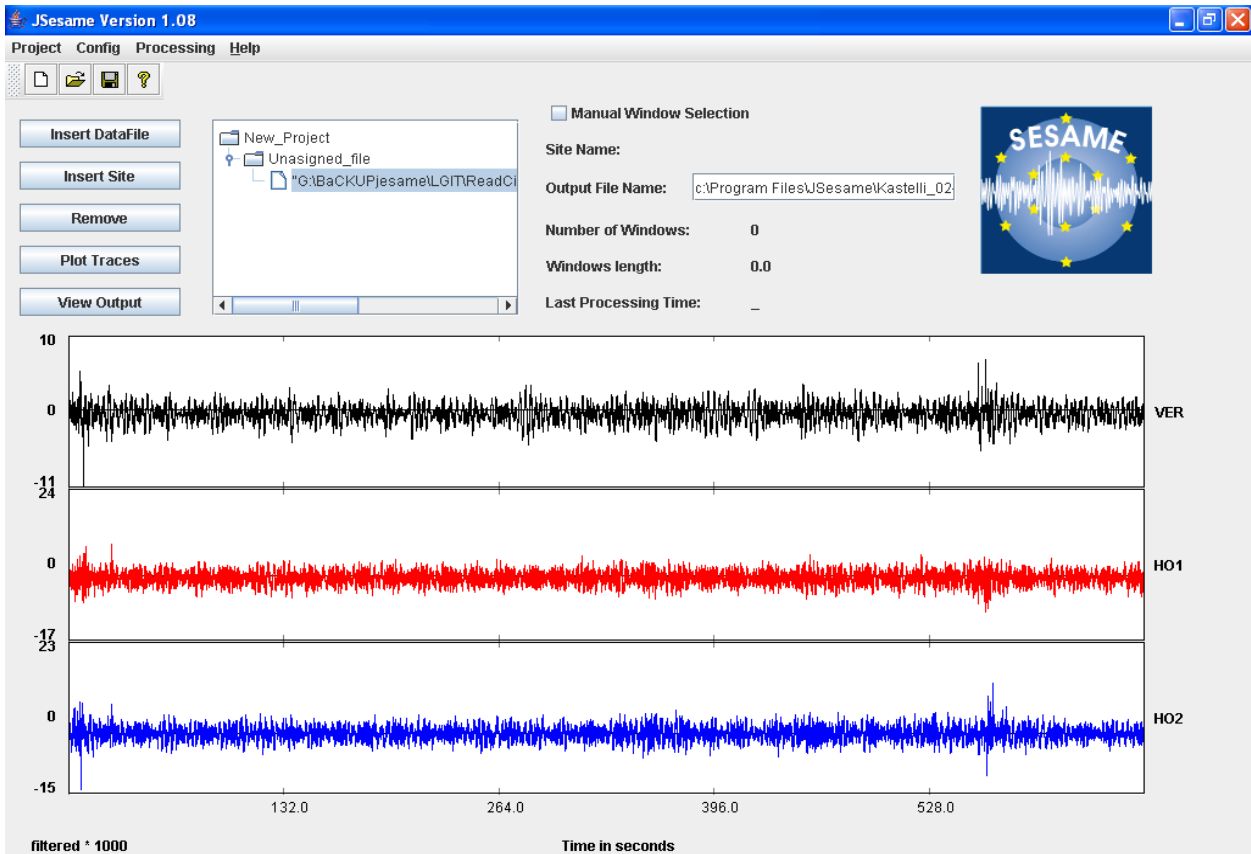 JSesame Version 1.08
Project Config Processing Help
Insert DataFile
Insert Site
Remove
Plot Traces
View Output
New_Project
Unasigned_file
"G:\BaCKUPjesame\LGIT\ReadCi
Manual Window Selection
Site Name:
Output File Name: c:\Program Files\JSesame\Kastelli_02-
Number of Windows: 0
Windows length: 0.0
Last Processing Time: _
SESAME
10
0
-11
VER
24
0
-17
HO1
23
0
-15
HO2
132.0 264.0 396.0 528.0
filtered * 1000 Time in seconds